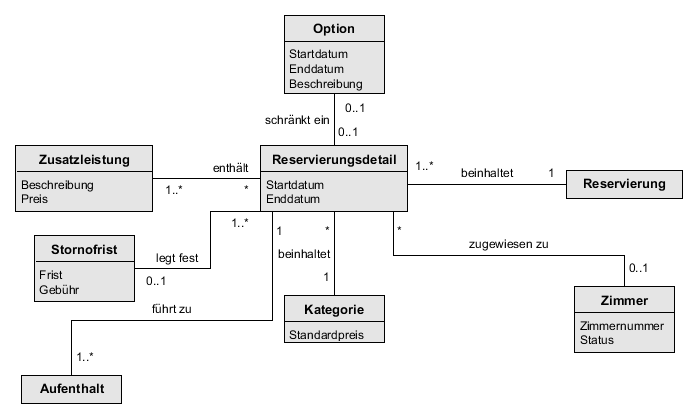 Option
Startdatum
Enddatum
Beschreibung
0..1
schränkt ein
0..1
Zusatzleistung
Beschreibung
Preis
enthält
1..*
*
Reservierungsdetail
Startdatum
Enddatum
1..*
beinhaltet
1
Reservierung
1..*
Stornofrist
Frist
Gebühr
legt fest
0..1
1
*
beinhaltet
1
*
zugewiesen zu
0..1
Kategorie
Standardpreis
Zimmer
Zimmernummer
Status
führt zu
1..*
Aufenthalt